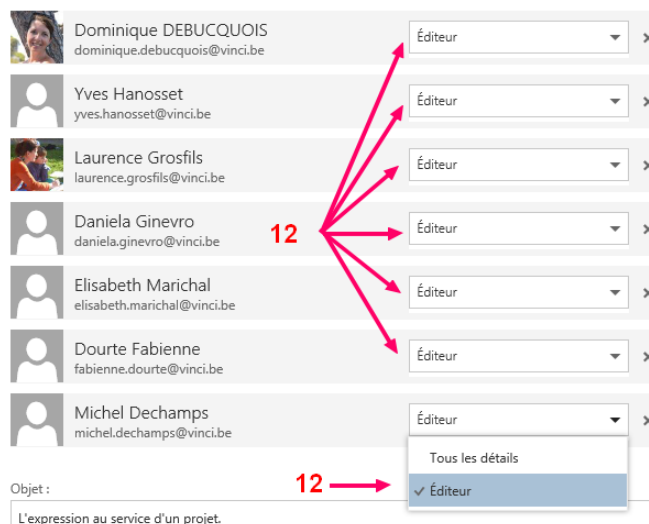 Dominique DEBUCQUOIS
dominique.debucquois@vinci.be
Éditeur
Yves Hanosset
yves.hanosset@vinci.be
Éditeur
Laurence Grosfils
laurence.grosfils@vinci.be
Éditeur
Daniela Ginevro
daniela.ginevro@vinci.be
12
Éditeur
Elisabeth Marichal
elisabeth.marichal@vinci.be
Éditeur
Dourte Fabienne
fabienne.dourte@vinci.be
Éditeur
Michel Dechamps
michel.dechamps@vinci.be
Éditeur
Tous les détails
12
✓ Éditeur
Objet :
L'expression au service d'un projet.